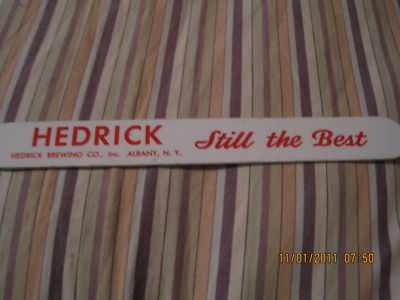 HEDRICK Still the Best
HEDRICK BREWING CO., Inc. ALBANY, N. Y.
11/01/2011 07:50